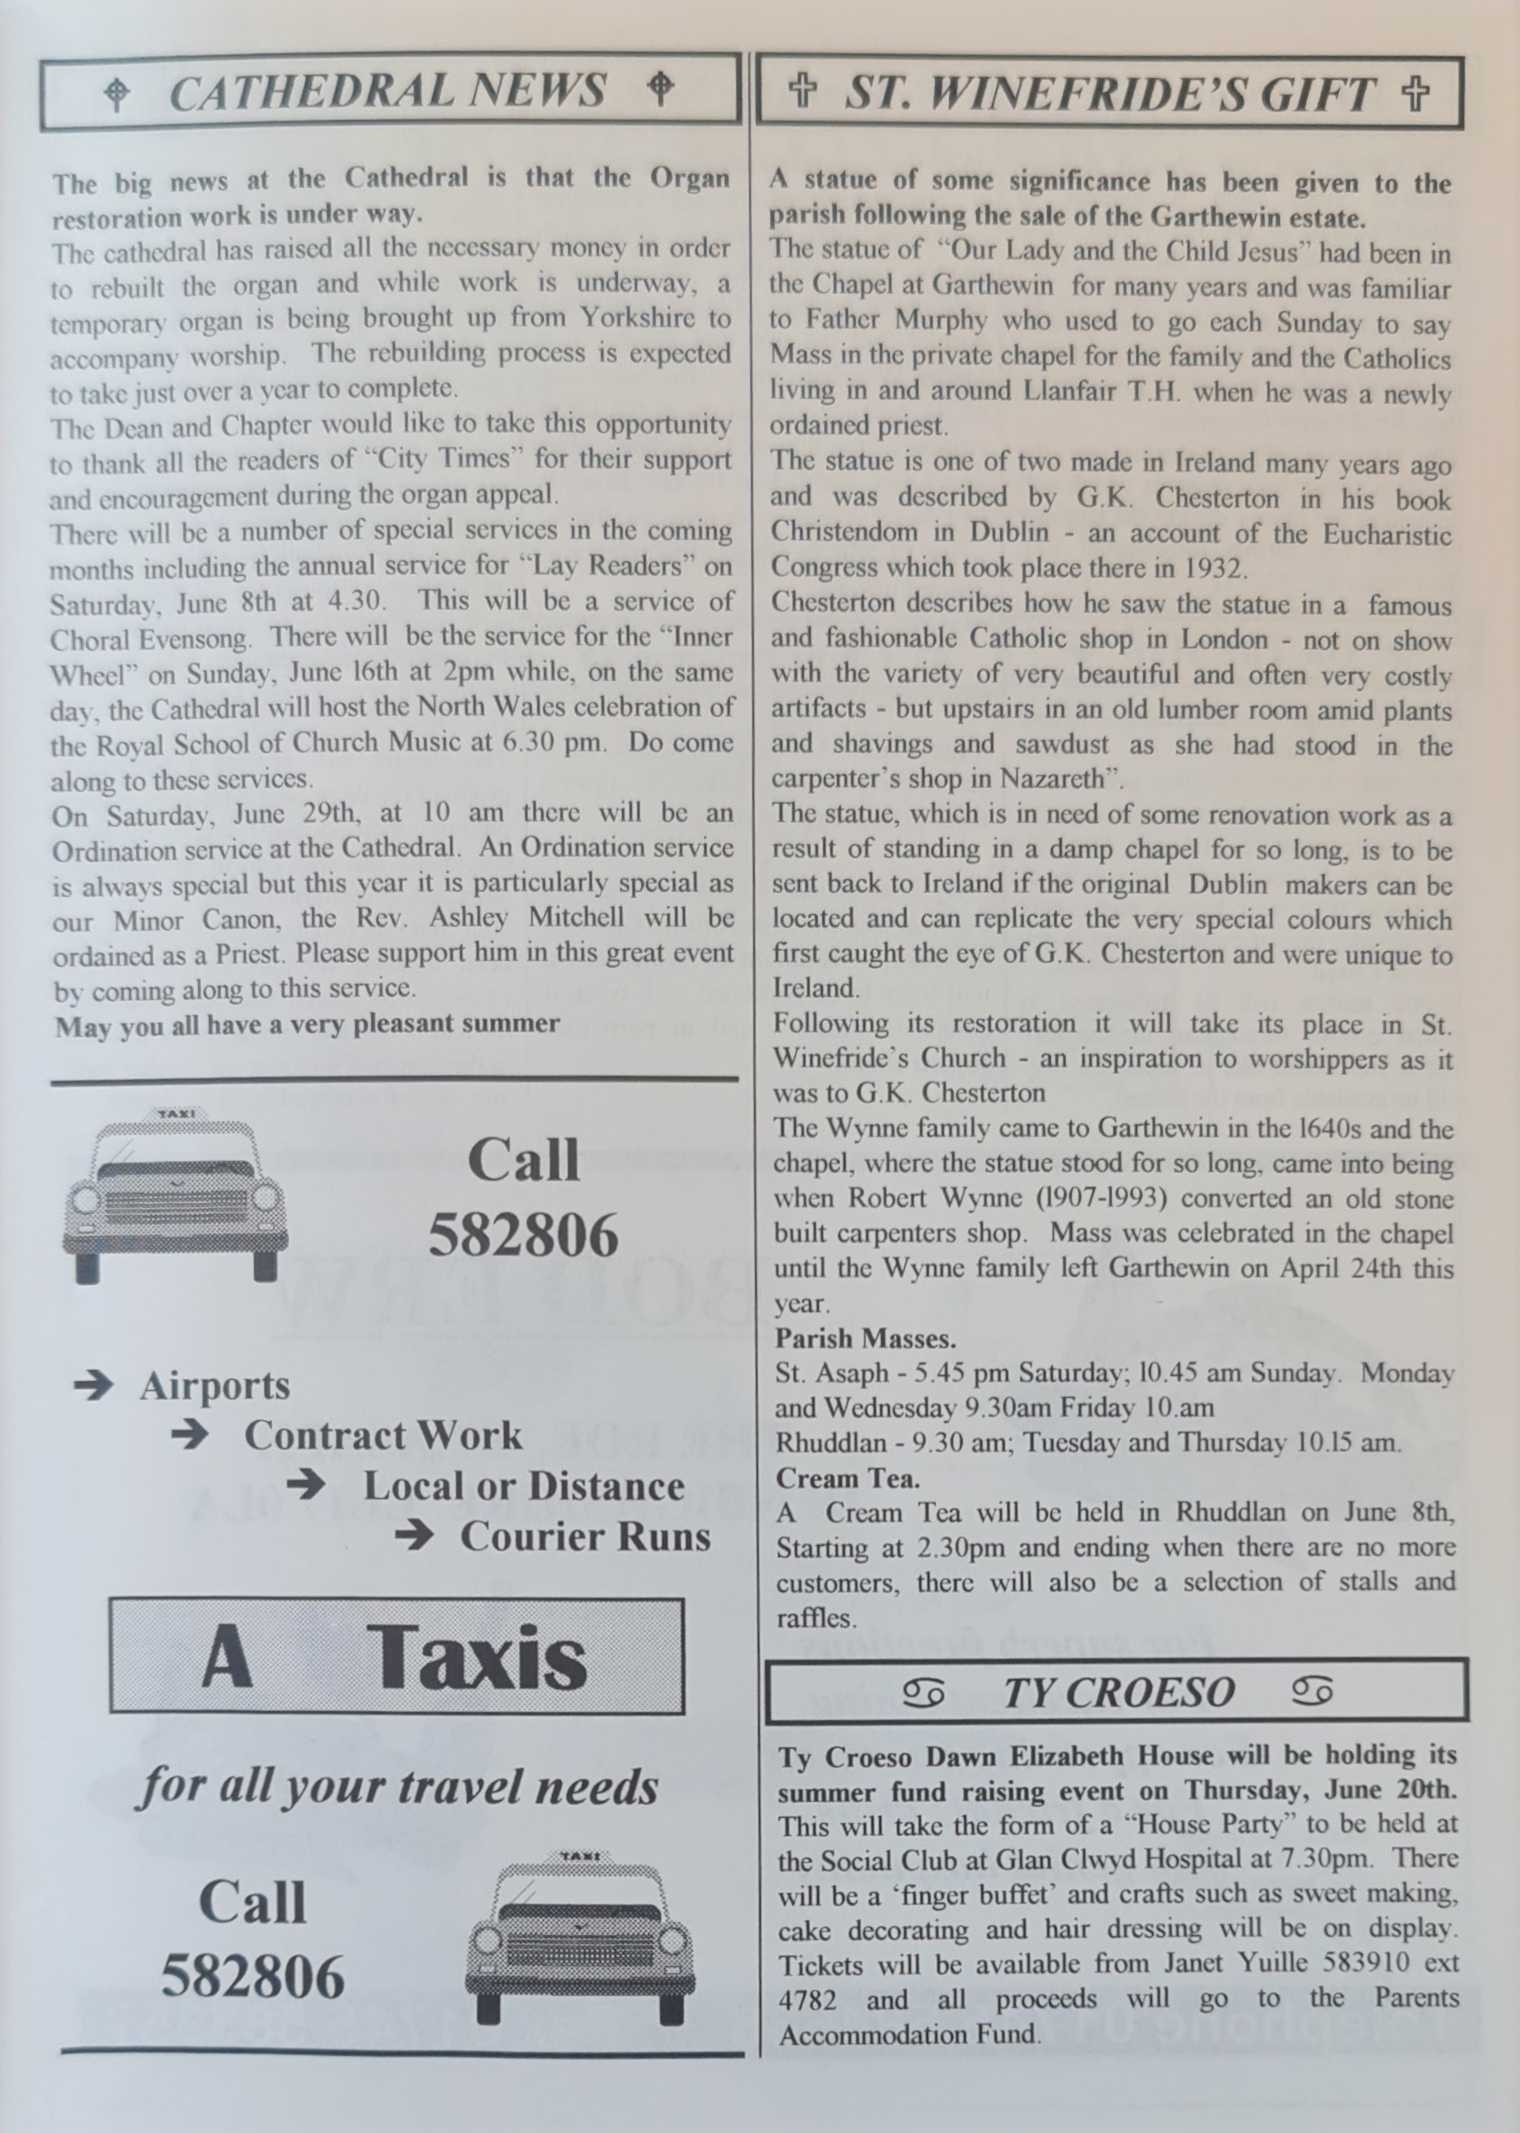 CATHEDRAL NEWS
The big news at the Cathedral is that the Organ
restoration work is under way.
The cathedral has raised all the necessary money in order
to rebuilt the organ and while work is underway, a
temporary organ is being brought up from Yorkshire to
accompany worship. The rebuilding process is expected
to take just over a year to complete.
The Dean and Chapter would like to take this opportunity
to thank all the readers of “City Times” for their support
and encouragement during the organ appeal.
There will be a number of special services in the coming
months including the annual service for “Lay Readers” on
Saturday, June 8th at 4.30. This will be a service of
Choral Evensong. There will be the service for the “Inner
Wheel” on Sunday, June 16th at 2pm while, on the same
day, the Cathedral will host the North Wales celebration of
the Royal School of Church Music at 6.30 pm. Do come
along to these services.
On Saturday, June 29th, at 10 am there will be an
Ordination service at the Cathedral. An Ordination service
is always special but this year it is particularly special as
our Minor Canon, the Rev. Ashley Mitchell will be
ordained as a Priest. Please support him in this great event
by coming along to this service.
May you all have a very pleasant summer
TAXI
Call
582806
➔ Airports
➔ Contract Work
➔ Local or Distance
➔ Courier Runs
A Taxis
for all your travel needs
Call
582806
TAXI
ST. WINEFRIDE’S GIFT
A statue of some significance has been given to the
parish following the sale of the Garthewin estate.
The statue of “Our Lady and the Child Jesus” had been in
the Chapel at Garthewin for many years and was familiar
to Father Murphy who used to go each Sunday to say
Mass in the private chapel for the family and the Catholics
living in and around Llanfair T.H. when he was a newly
ordained priest.
The statue is one of two made in Ireland many years ago
and was described by G.K. Chesterton in his book
Christendom in Dublin - an account of the Eucharistic
Congress which took place there in 1932.
Chesterton describes how he saw the statue in a famous
and fashionable Catholic shop in London - not on show
with the variety of very beautiful and often very costly
artifacts - but upstairs in an old lumber room amid plants
and shavings and sawdust as she had stood in the
carpenter’s shop in Nazareth”.
The statue, which is in need of some renovation work as a
result of standing in a damp chapel for so long, is to be
sent back to Ireland if the original Dublin makers can be
located and can replicate the very special colours which
first caught the eye of G.K. Chesterton and were unique to
Ireland.
Following its restoration it will take its place in St.
Winefride’s Church - an inspiration to worshippers as it
was to G.K. Chesterton
The Wynne family came to Garthewin in the 1640s and the
chapel, where the statue stood for so long, came into being
when Robert Wynne (1907-1993) converted an old stone
built carpenters shop. Mass was celebrated in the chapel
until the Wynne family left Garthewin on April 24th this
year.
Parish Masses.
St. Asaph - 5.45 pm Saturday; 10.45 am Sunday. Monday
and Wednesday 9.30am Friday 10.am
Rhuddlan - 9.30 am; Tuesday and Thursday 10.15 am.
Cream Tea.
A Cream Tea will be held in Rhuddlan on June 8th,
Starting at 2.30pm and ending when there are no more
customers, there will also be a selection of stalls and
raffles.
TY CROESO
Ty Croeso Dawn Elizabeth House will be holding its
summer fund raising event on Thursday, June 20th.
This will take the form of a “House Party” to be held at
the Social Club at Glan Clwyd Hospital at 7.30pm. There
will be a ‘finger buffet’ and crafts such as sweet making,
cake decorating and hair dressing will be on display.
Tickets will be available from Janet Yuille 583910 ext
4782 and all proceeds will go to the Parents
Accommodation Fund.